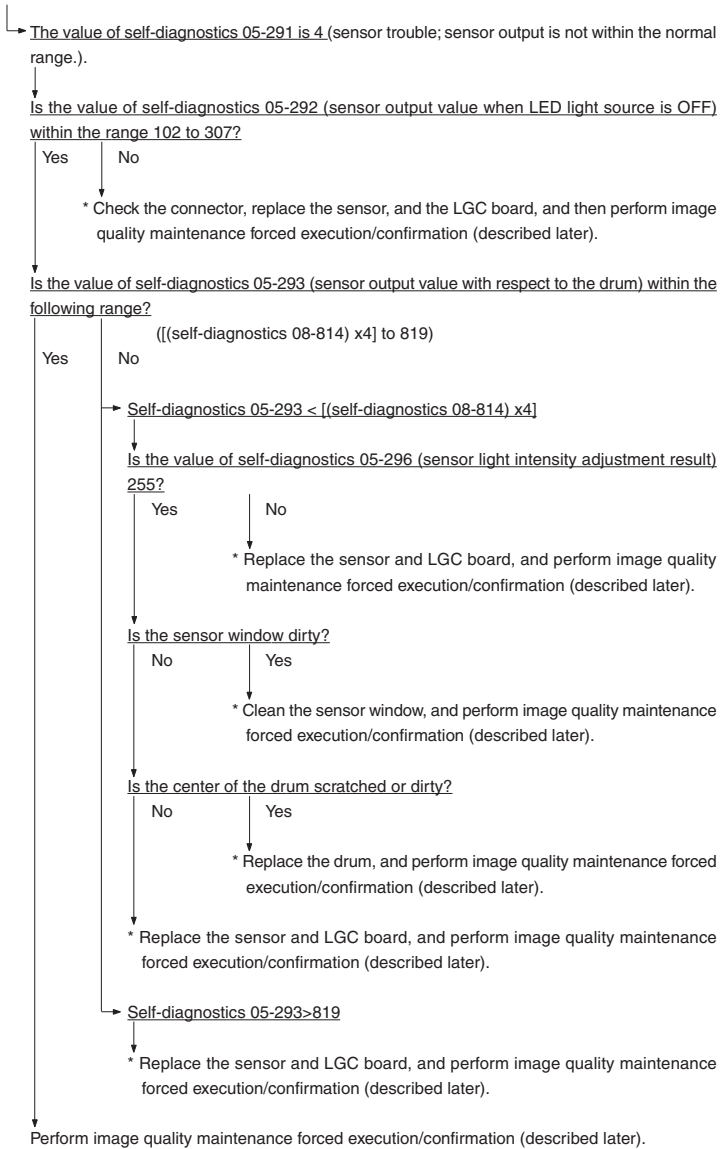 The value of self-diagnostics 05-291 is 4 (sensor trouble; sensor output is not within the normal
range.).
Is the value of self-diagnostics 05-292 (sensor output value when LED light source is OFF)
within the range 102 to 307?
Yes No
* Check the connector, replace the sensor, and the LGC board, and then perform image
quality maintenance forced execution/confirmation (described later).
Is the value of self-diagnostics 05-293 (sensor output value with respect to the drum) within the
following range?
([(self-diagnostics 08-814) x4] to 819)
Yes No
Self-diagnostics 05-293 < [(self-diagnostics 08-814) x4]
Is the value of self-diagnostics 05-296 (sensor light intensity adjustment result)
255?
Yes No
* Replace the sensor and LGC board, and perform image quality
maintenance forced execution/confirmation (described later).
Is the sensor window dirty?
No Yes
* Clean the sensor window, and perform image quality maintenance
forced execution/confirmation (described later).
Is the center of the drum scratched or dirty?
No Yes
* Replace the drum, and perform image quality maintenance forced
execution/confirmation (described later).
* Replace the sensor and LGC board, and perform image quality maintenance
forced execution/confirmation (described later).
Self-diagnostics 05-293>819
* Replace the sensor and LGC board, and perform image quality maintenance
forced execution/confirmation (described later).
Perform image quality maintenance forced execution/confirmation (described later).